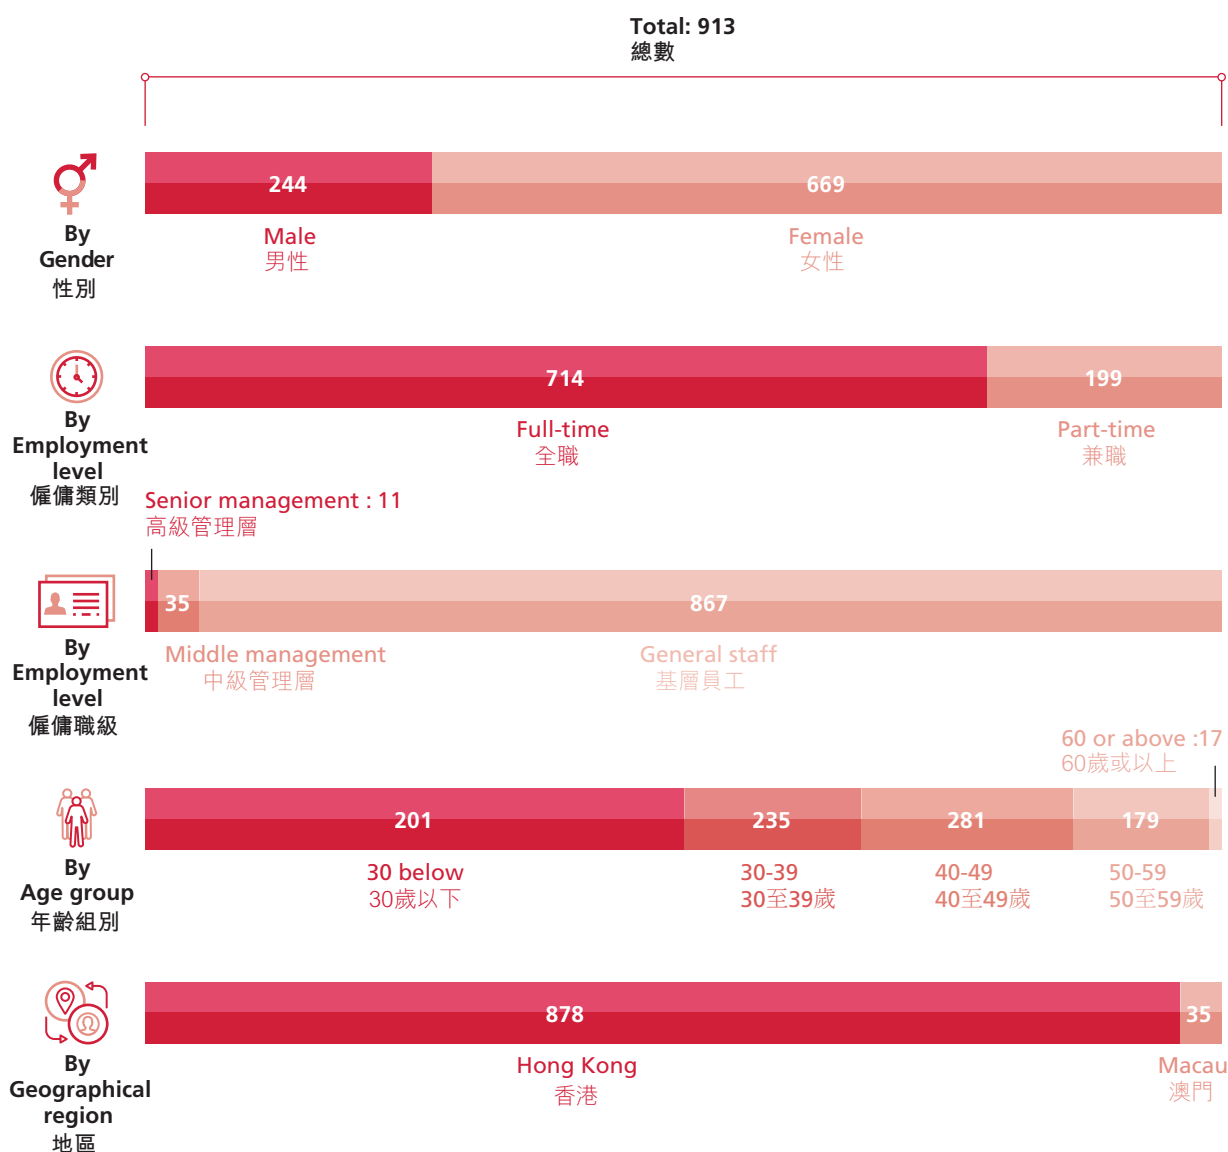 Total: 913
總數
244
669
By
Gender
性別
Male
男性
Female
女性
714
199
By
Employment
level
僱傭類別
Full-time
全職
Part-time
兼職
Senior management : 11
高級管理層
35
867
By
Employment
level
僱傭職級
Middle management
中級管理層
General staff
基層員工
60 or above :17
60歲或以上
201
235
281
179
By
Age group
年齡組別
30 below
30歲以下
30-39
30至39歲
40-49
40至49歲
50-59
50至59歲
878
35
By
Geographical
region
地區
Hong Kong
香港
Macau
澳門